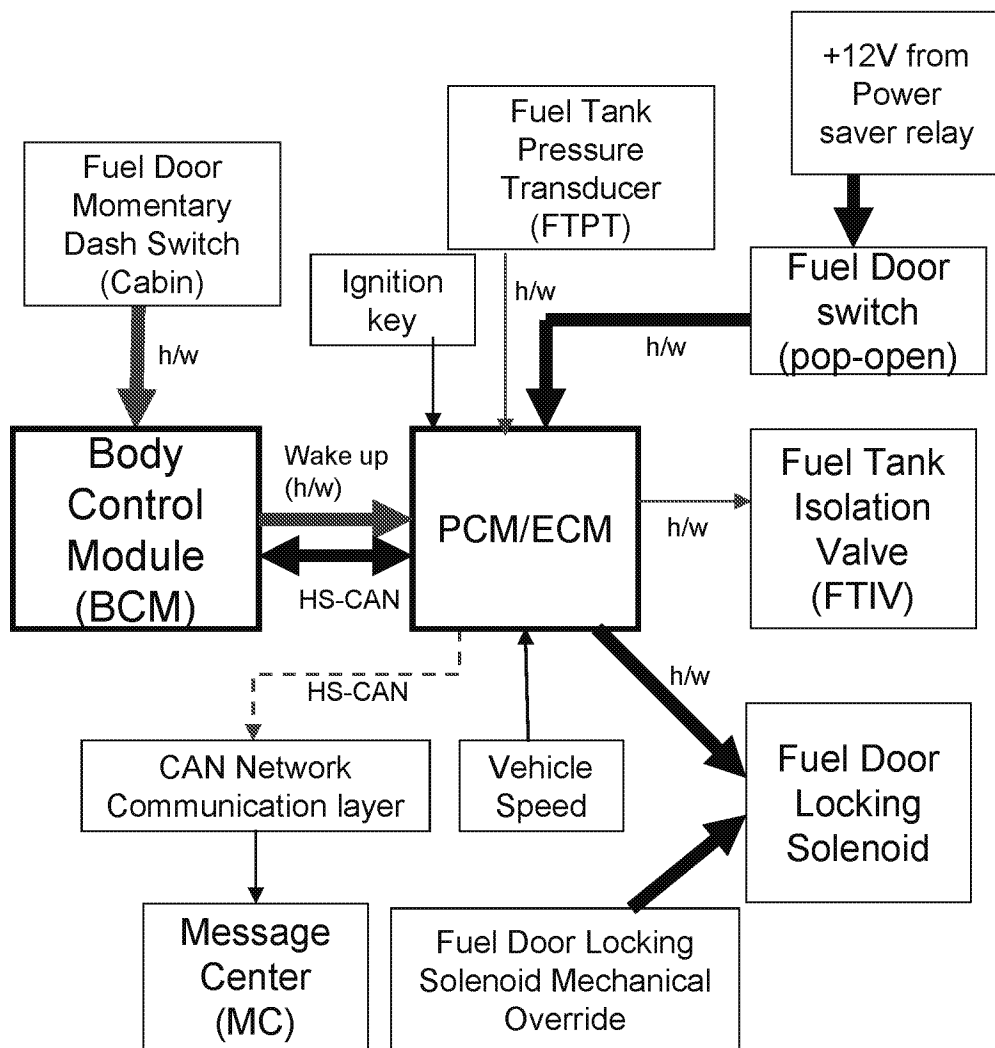 +12V from
Power
saver relay
Fuel Tank
Pressure
Transducer
(FTPT)
Fuel Door
Momentary
Dash Switch
(Cabin)
Ignition
key
h/w
Fuel Door
switch
(pop-open)
h/w
h/w
Body
Control
Module
(BCM)
Wake up
(h/w)
HS-CAN
PCM/ECM
h/w
Fuel Tank
Isolation
Valve
(FTIV)
HS-CAN
h/w
CAN Network
Communication layer
Vehicle
Speed
Fuel Door
Locking
Solenoid
Message
Center
(MC)
Fuel Door Locking
Solenoid Mechanical
Override